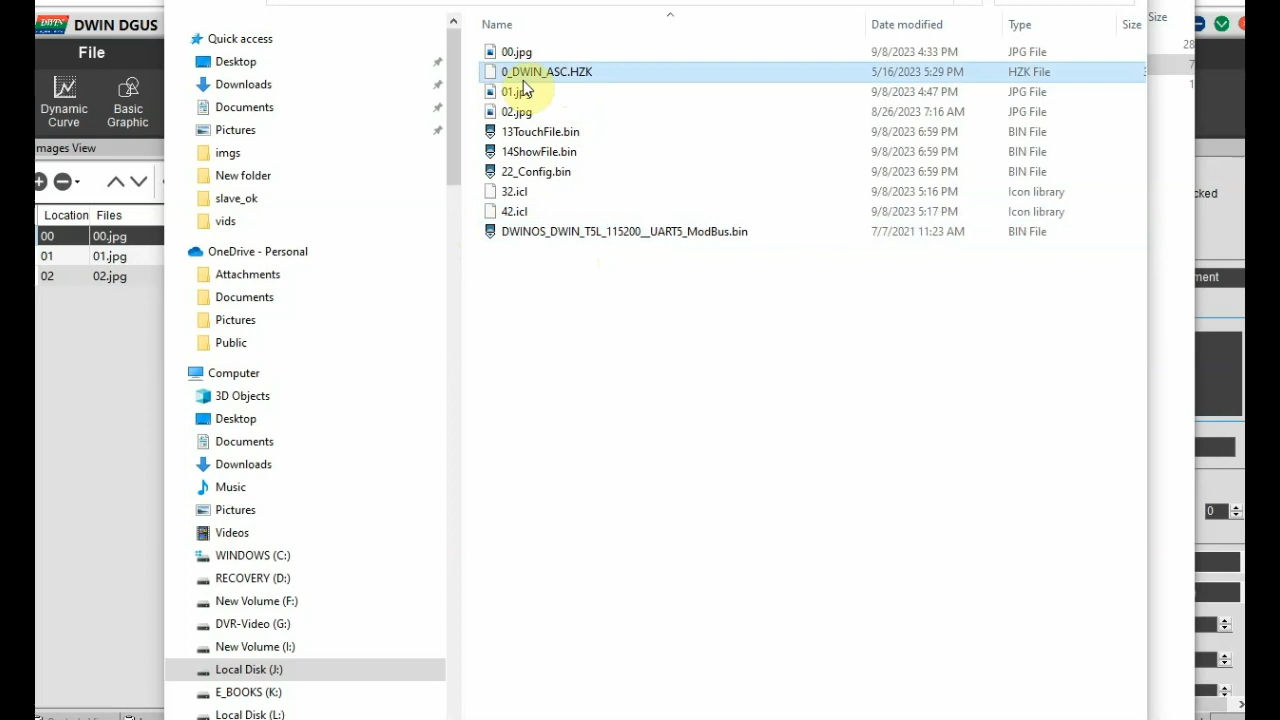 DWIN DGUS
File
Dynamic
Curve
Basic
Graphic
mages View
Location Files
00 00.jpg
01 01.jpg
02 02.jpg
Quick access
Desktop
Downloads
Documents
Pictures
imgs
New folder
slave_ok
vids
OneDrive - Personal
Attachments
Documents
Pictures
Public
Computer
3D Objects
Desktop
Documents
Downloads
Music
Pictures
Videos
WINDOWS (C:)
RECOVERY (D:)
New Volume (F:)
DVR-Video (G:)
New Volume (I:)
Local Disk (J:)
E_BOOKS (K:)
Local Disk (L:)
Name Date modified Type Size
00.jpg 9/8/2023 4:33 PM JPG File
0_DWIN_ASC.HZK 5/16/2023 5:29 PM HZK File
01.jpg 9/8/2023 4:47 PM JPG File
02.jpg 8/26/2023 7:16 AM JPG File
13TouchFile.bin 9/8/2023 6:59 PM BIN File
14ShowFile.bin 9/8/2023 6:59 PM BIN File
22_Config.bin 9/8/2023 6:59 PM BIN File
32.icl 9/8/2023 5:16 PM Icon library
42.icl 9/8/2023 5:17 PM Icon library
DWINOS_DWIN_T5L_115200__UART5_ModBus.bin 7/7/2021 11:23 AM BIN File
Size
28
7
1
cked
ment
0